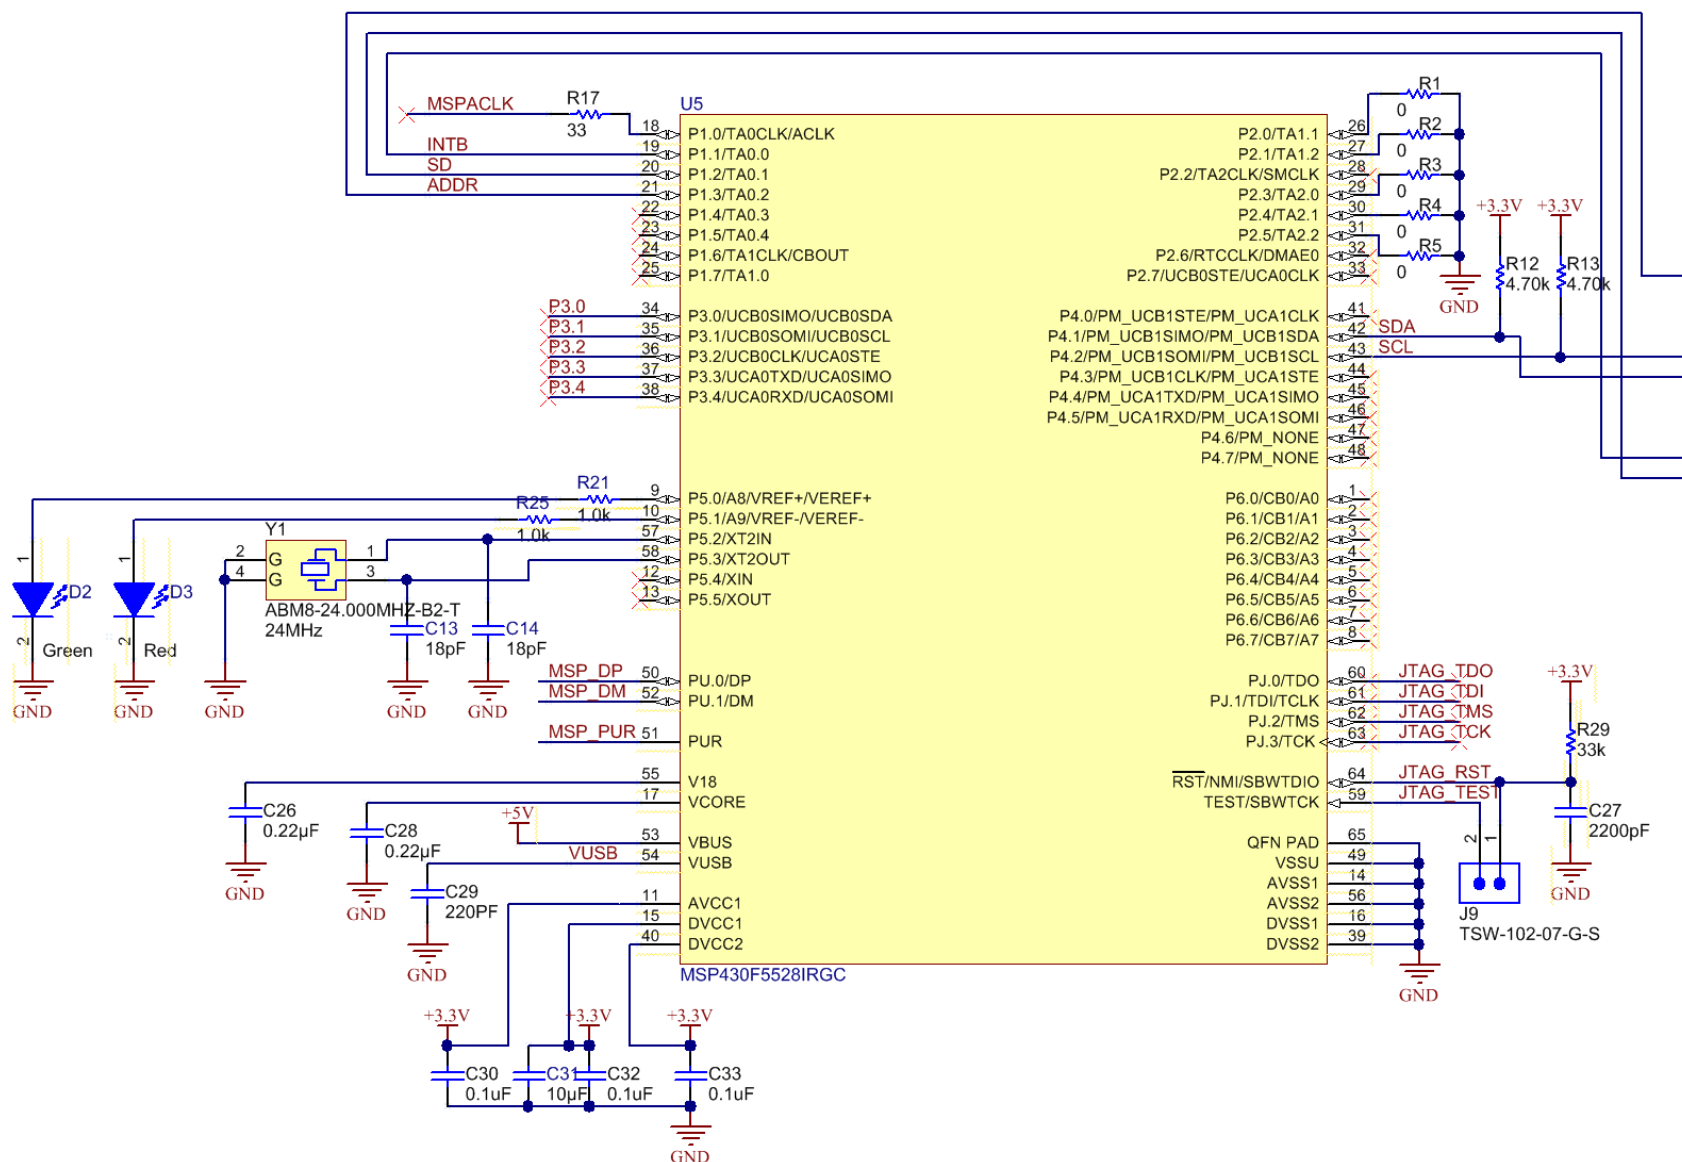 MSPACLK
R17
33
INTB
SD
ADDR
U5
18 P1.0/TA0CLK/ACLK
19 P1.1/TA0.0
20 P1.2/TA0.1
21 P1.3/TA0.2
22 P1.4/TA0.3
23 P1.5/TA0.4
24 P1.6/TA1CLK/CBOUT
25 P1.7/TA1.0
P3.0 34 P3.0/UCB0SIMO/UCB0SDA
P3.1 35 P3.1/UCB0SOMI/UCB0SCL
P3.2 36 P3.2/UCB0CLK/UCA0STE
P3.3 37 P3.3/UCA0TXD/UCA0SIMO
P3.4 38 P3.4/UCA0RXD/UCA0SOMI
R21
1.0k
R25
1.0k
9 P5.0/A8/VREF+/VEREF+
10 P5.1/A9/VREF-/VEREF-
57 P5.2/XT2IN
58 P5.3/XT2OUT
12 P5.4/XIN
13 P5.5/XOUT
Y1
2 G 1
4 G 3
ABM8-24.000MHZ-B2-T
24MHz
1
D2
2
Green
GND
1
D3
2
Red
GND
GND
C13
18pF
GND
C14
18pF
GND
MSP_DP 50 PU.0/DP
MSP_DM 52 PU.1/DM
MSP_PUR 51 PUR
55 V18
17 VCORE
+5V
53 VBUS
VUSB 54 VUSB
11 AVCC1
15 DVCC1
40 DVCC2
C26
0.22µF
GND
C28
0.22µF
GND
C29
220PF
GND
MSP430F5528IRGC
+3.3V
+3.3V
+3.3V
C30
0.1uF
C31
10µF
C32
0.1uF
C33
0.1uF
GND
P2.0/TA1.1 26
P2.1/TA1.2 27
P2.2/TA2CLK/SMCLK 28
P2.3/TA2.0 29
P2.4/TA2.1 30
P2.5/TA2.2 31
P2.6/RTCCLK/DMAE0 32
P2.7/UCB0STE/UCA0CLK 33
R1
0
R2
0
R3
0
R4
0
R5
0
GND
+3.3V
R12
4.70k
+3.3V
R13
4.70k
P4.0/PM_UCB1STE/PM_UCA1CLK 41
P4.1/PM_UCB1SIMO/PM_UCB1SDA 42 SDA
P4.2/PM_UCB1SOMI/PM_UCB1SCL 43 SCL
P4.3/PM_UCB1CLK/PM_UCA1STE 44
P4.4/PM_UCA1TXD/PM_UCA1SIMO 45
P4.5/PM_UCA1RXD/PM_UCA1SOMI 46
P4.6/PM_NONE 47
P4.7/PM_NONE 48
P6.0/CB0/A0 1
P6.1/CB1/A1 2
P6.2/CB2/A2 3
P6.3/CB3/A3 4
P6.4/CB4/A4 5
P6.5/CB5/A5 6
P6.6/CB6/A6 7
P6.7/CB7/A7 8
PJ.0/TDO 60 JTAG_TDO
PJ.1/TDI/TCLK 61 JTAG_TDI
PJ.2/TMS 62 JTAG_TMS
PJ.3/TCK 63 JTAG_TCK
RST/NMI/SBWTDIO 64 JTAG_RST
TEST/SBWTCK 59 JTAG_TEST
QFN PAD 65
VSSU 49
AVSS1 14
AVSS2 56
DVSS1 16
DVSS2 39
GND
+3.3V
R29
33k
C27
2200pF
GND
2 1
J9
TSW-102-07-G-S